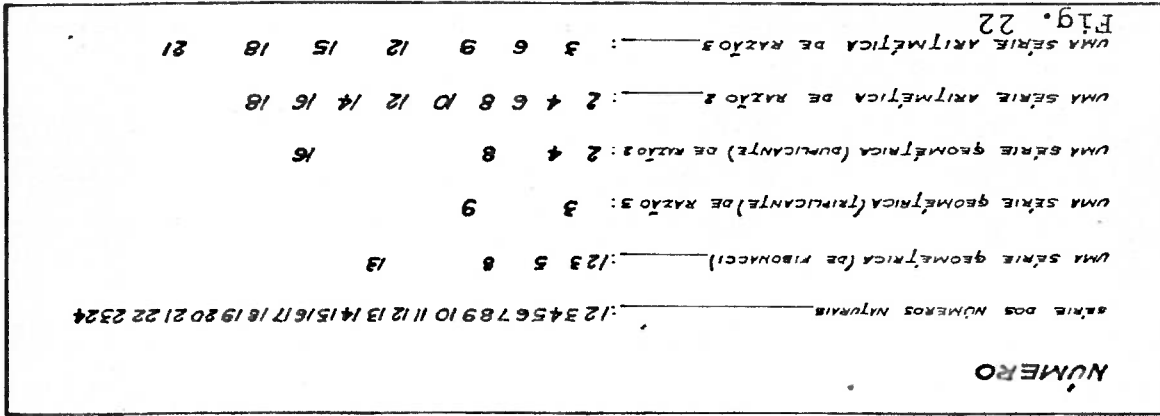 NÚMERO
SÉRIE DOS NÚMEROS NATURAIS: 1 2 3 4 5 6 7 8 9 10 11 12 13 14 15 16 17 18 19 20 21 22 23 24
UMA SÉRIE GEOMÉTRICA (DE FIBONACCI): 1 2 3 5 8 13
UMA SÉRIE GEOMÉTRICA (TRIPLICANTE) DE RAZÃO 3: 3 9
UMA SÉRIE GEOMÉTRICA (DUPLICANTE) DE RAZÃO 2: 2 4 8 16
UMA SÉRIE ARITMÉTICA DE RAZÃO 2: 2 4 6 8 10 12 14 16 18
UMA SÉRIE ARITMÉTICA DE RAZÃO 3: 3 6 9 12 15 18 21
Fig. 22